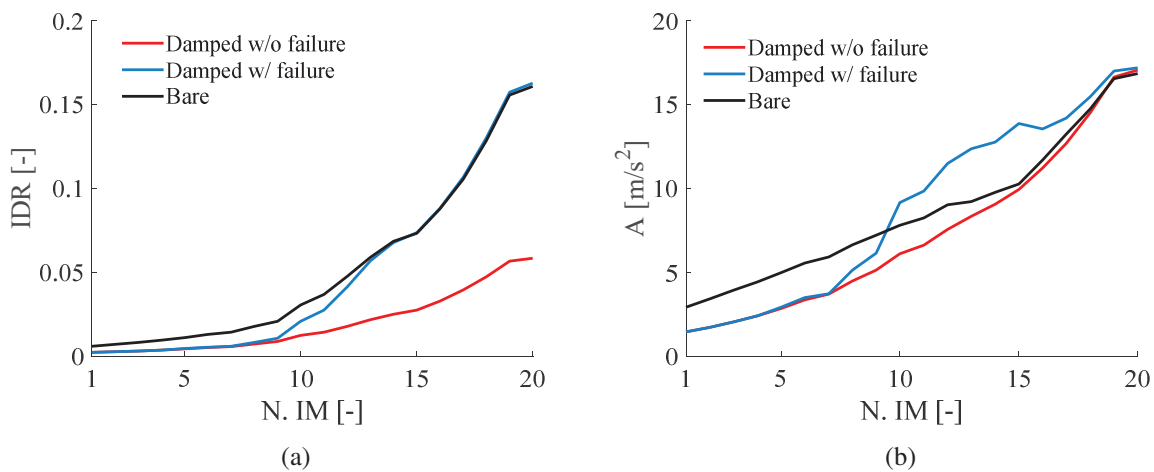 0.2
0.15
0.1
0.05
0
IDR [-]
Damped w/o failure
Damped w/ failure
Bare
1 5 10 15 20
N. IM [-]
(a)
20
15
10
5
0
A [m/s²]
Damped w/o failure
Damped w/ failure
Bare
1 5 10 15 20
N. IM [-]
(b)